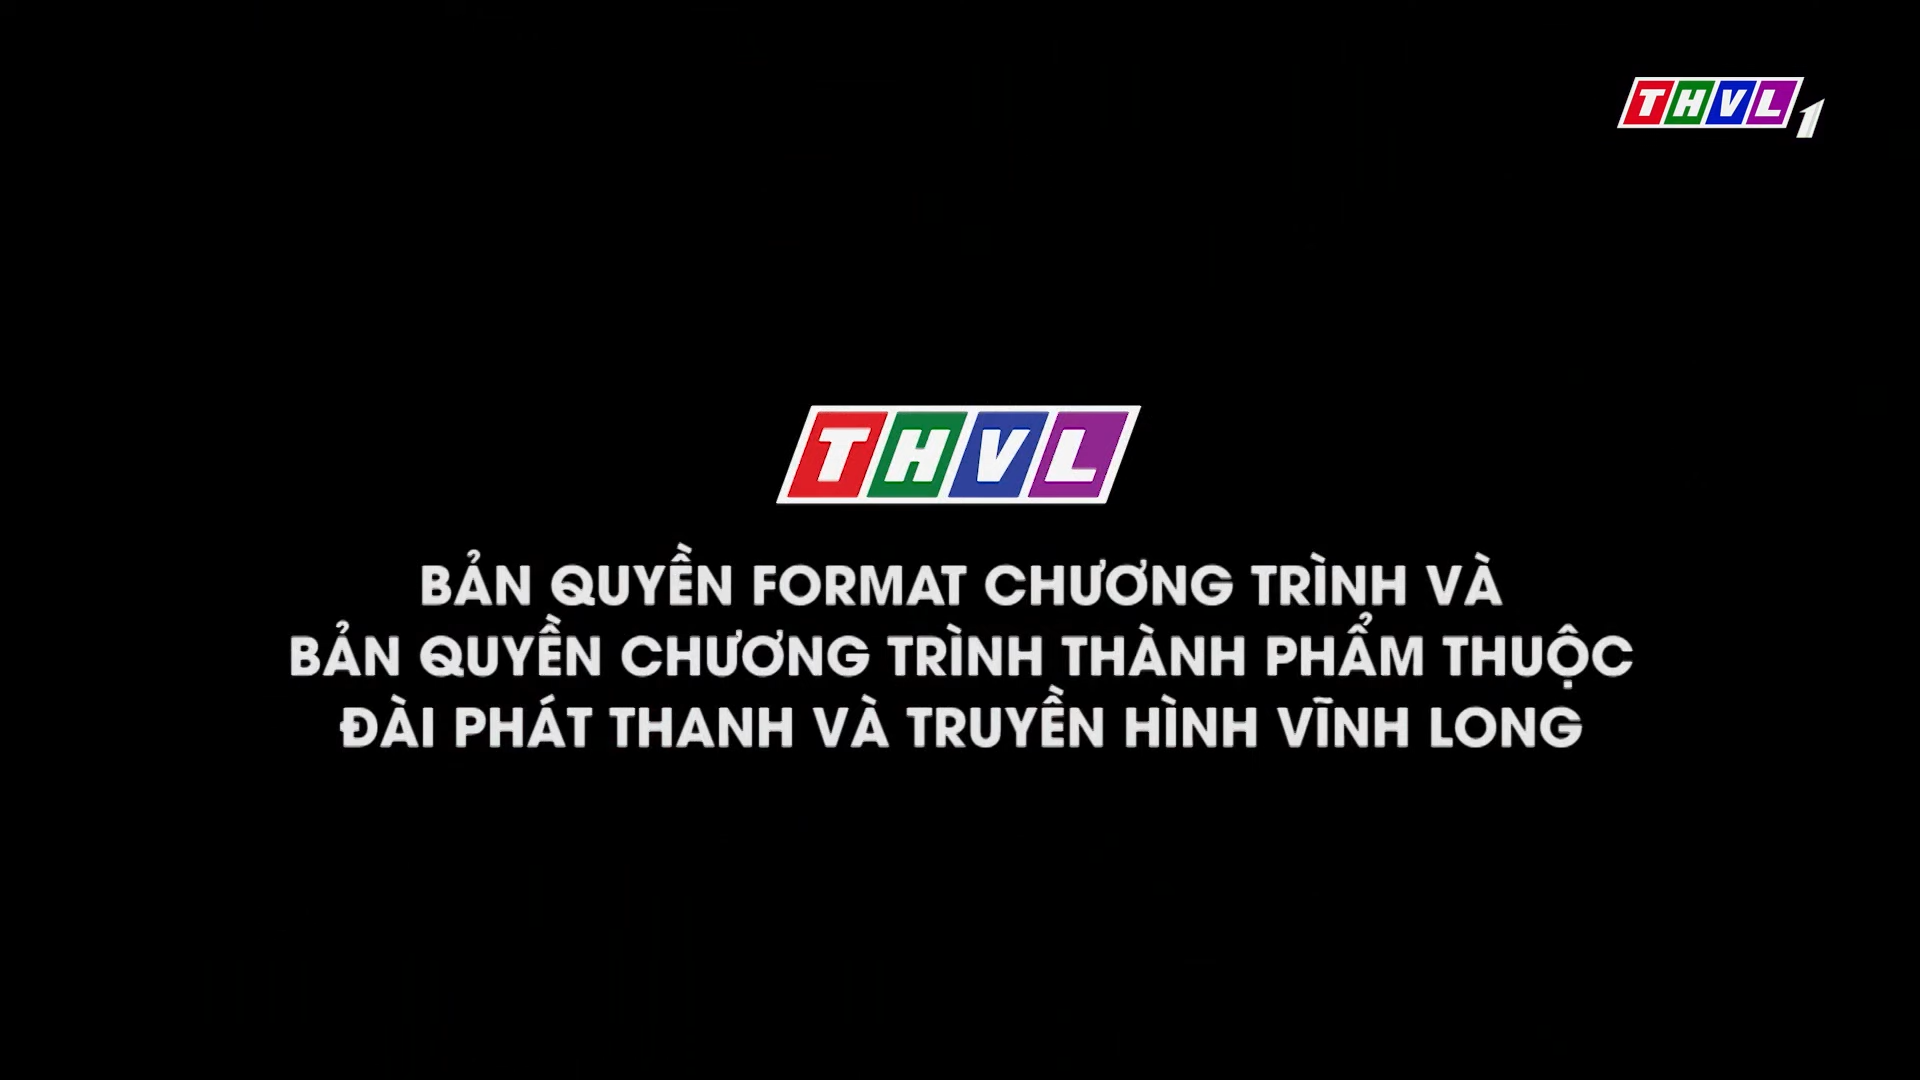 THVL1
THVL
BẢN QUYỀN FORMAT CHƯƠNG TRÌNH VÀ
BẢN QUYỀN CHƯƠNG TRÌNH THÀNH PHẨM THUỘC
ĐÀI PHÁT THANH VÀ TRUYỀN HÌNH VĨNH LONG